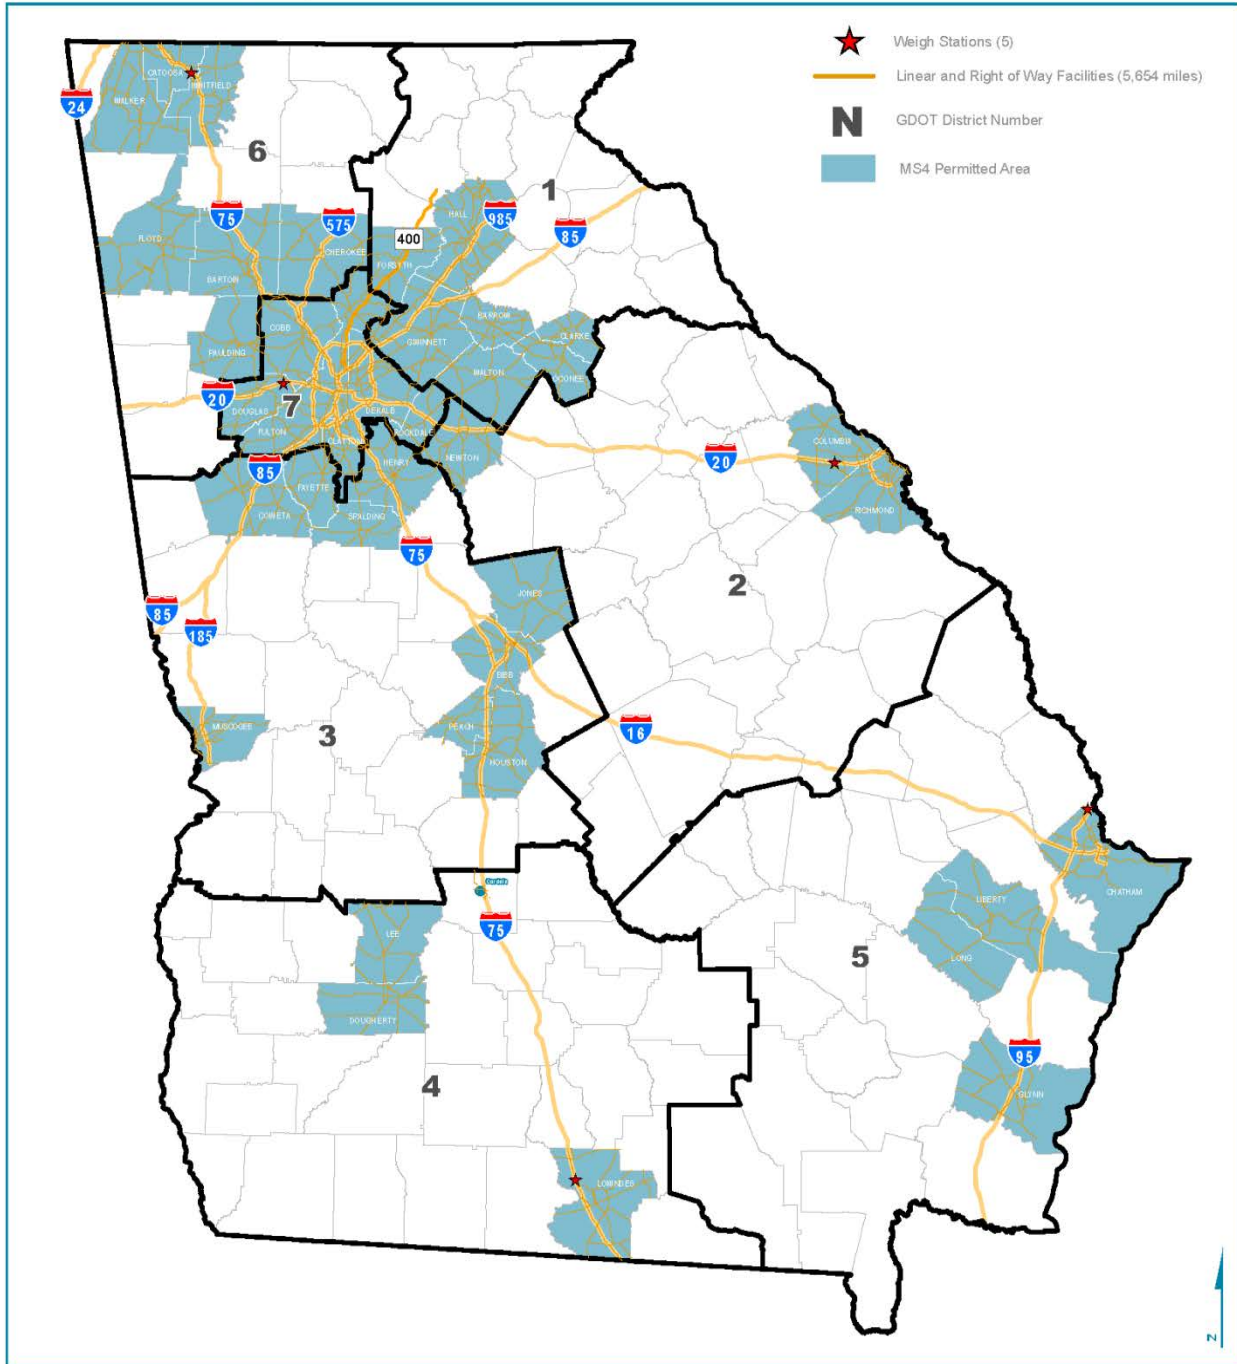 Weigh Stations (5)
Linear and Right of Way Facilities (5,654 miles)
N
GDOT District Number
MS4 Permitted Area
CATOOSA
WHITFIELD
WALKER
24
6
1
75
575
HALL
985
85
400
FLOYD
CHEROKEE
FORSYTH
BARTOW
COBB
BARROW
CLARKE
GWINNETT
PAULDING
WALTON
OCONEE
20
DOUGLAS
7
DEKALB
FULTON
CLAYTON
ROCKDALE
COLUMBIA
NEWTON
HENRY
20
85
FAYETTE
COWETA
SPALDING
RICHMOND
75
2
JONES
85
185
BIBB
MUSCOGEE
PEACH
3
16
HOUSTON
Cordele
CHATHAM
LIBERTY
75
LEE
5
LONG
DOUGHERTY
95
4
GLYNN
LOWNDES
N